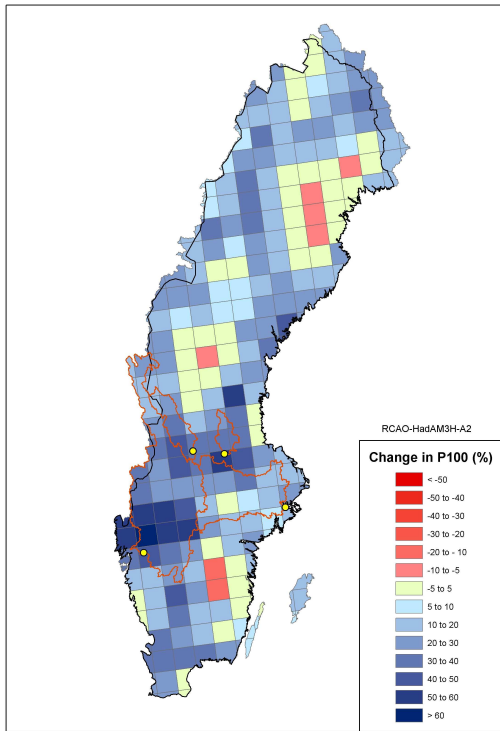 RCAO-HadAM3H-A2
Change in P100 (%)
< -50
-50 to -40
-40 to -30
-30 to -20
-20 to - 10
-10 to -5
-5 to 5
5 to 10
10 to 20
20 to 30
30 to 40
40 to 50
50 to 60
> 60